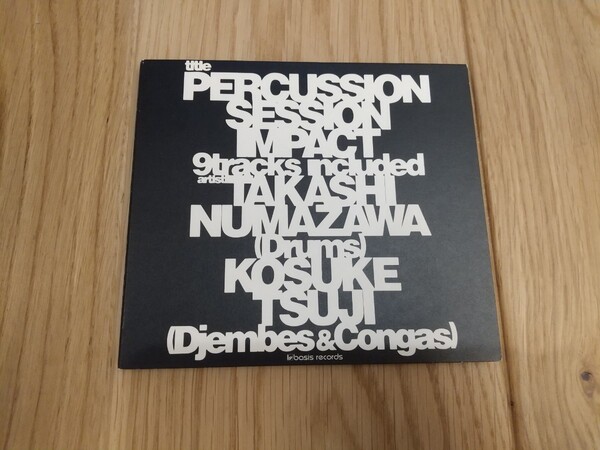 title
PERCUSSION
SESSION
IMPACT
9tracks included
artist
TAKASHI
NUMAZAWA
(Drums)
KOSUKE
TSUJI
(Djembes&Congas)
basis records